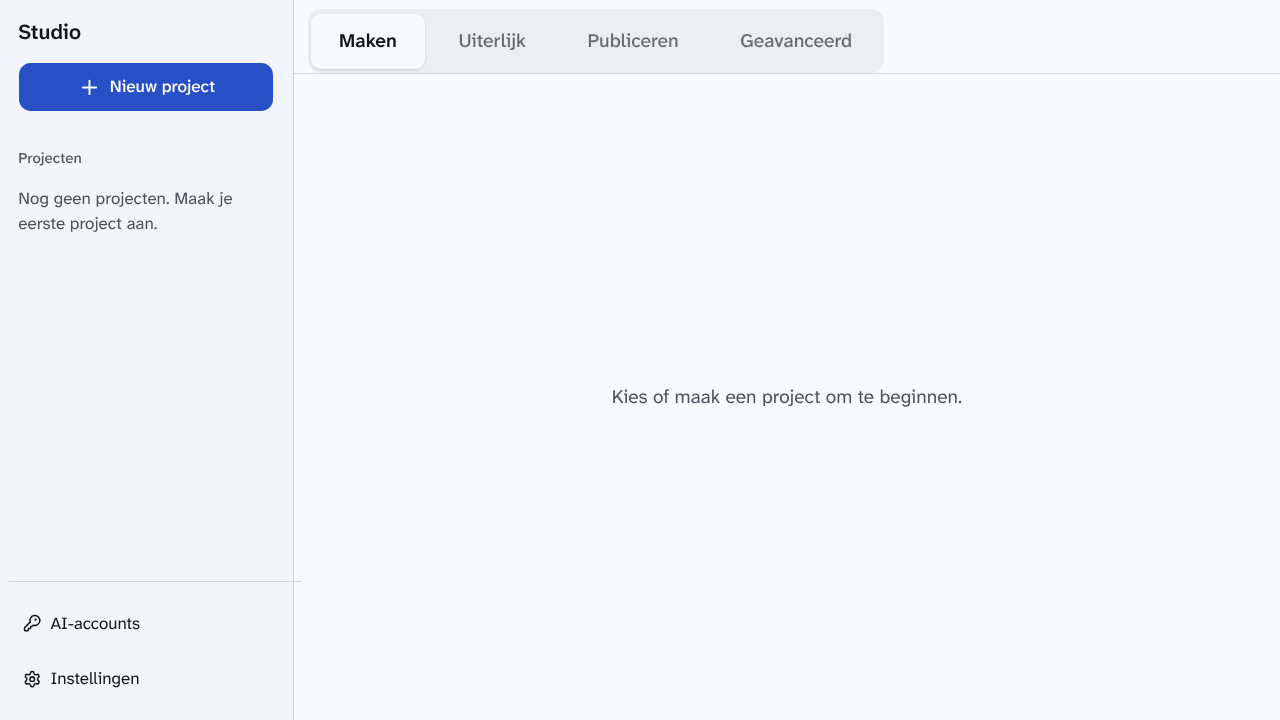 Studio
Nieuw project
Projecten
Nog geen projecten. Maak je
eerste project aan.
AI-accounts
Instellingen
Maken
Uiterlijk
Publiceren
Geavanceerd
Kies of maak een project om te beginnen.